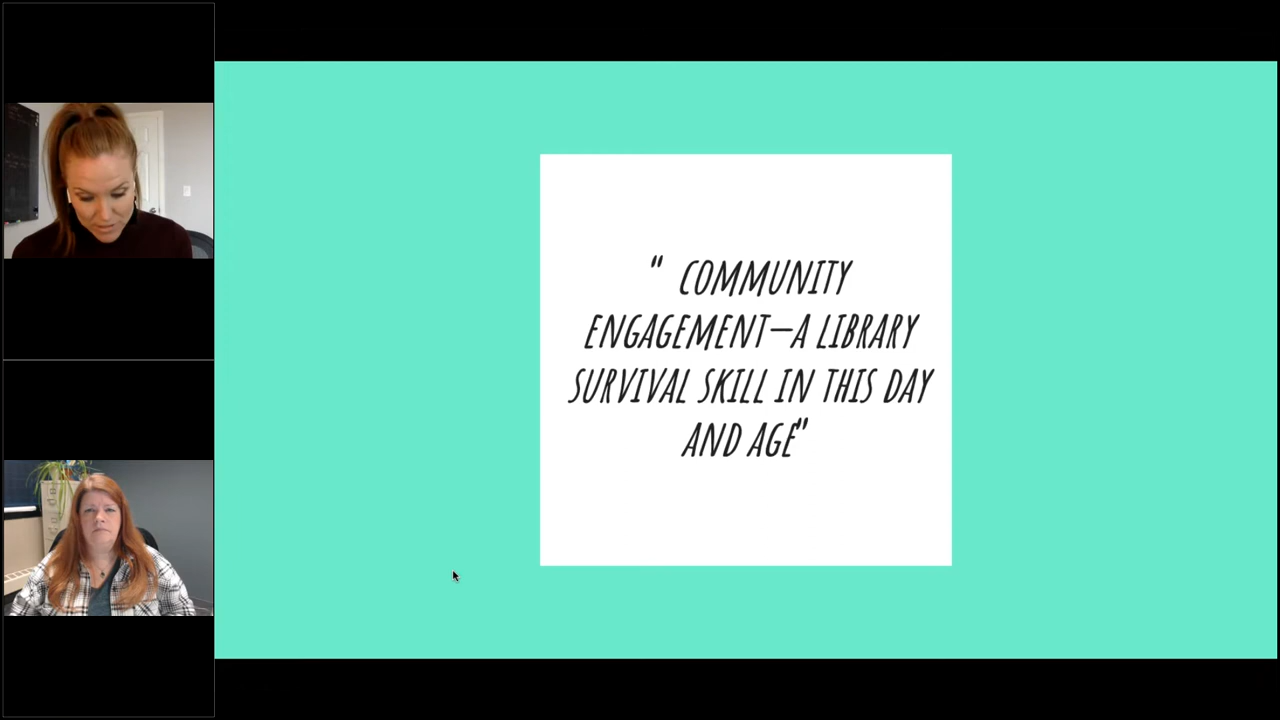 “ COMMUNITY
ENGAGEMENT—A LIBRARY
SURVIVAL SKILL IN THIS DAY
AND AGE”